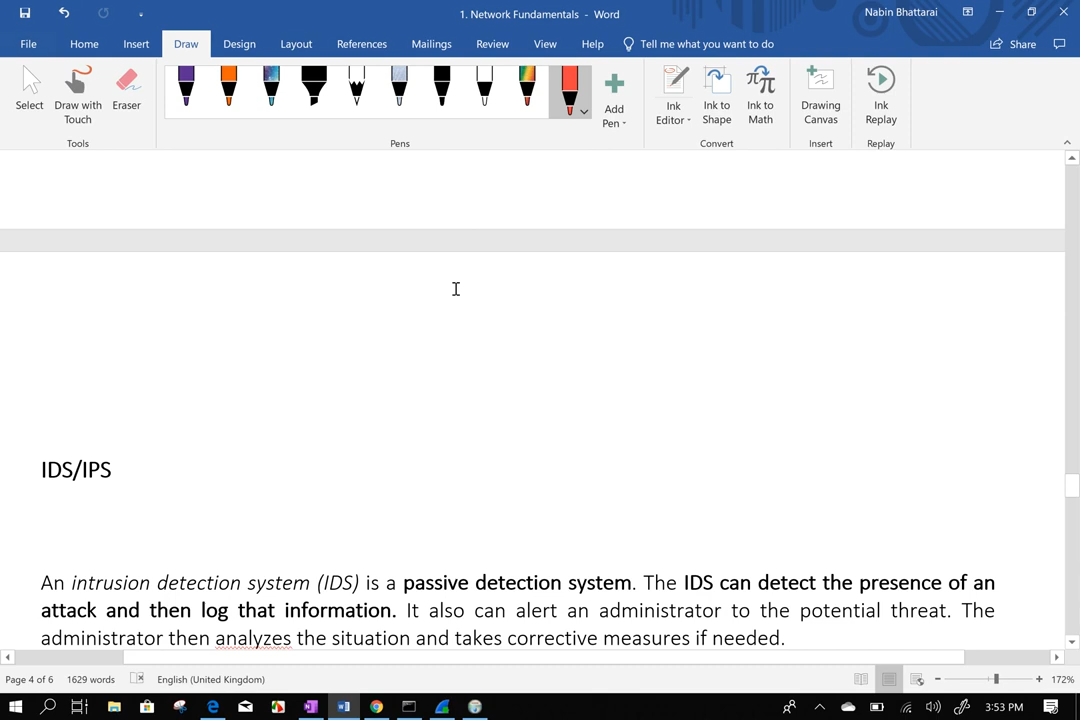 1. Network Fundamentals - Word
Nabin Bhattarai
File Home Insert Draw Design Layout References Mailings Review View Help Tell me what you want to do Share
Select
Draw with Touch
Eraser
Add Pen
Ink Editor
Ink to Shape
Ink to Math
Drawing Canvas
Ink Replay
Tools Pens Convert Insert Replay
IDS/IPS
An intrusion detection system (IDS) is a passive detection system. The IDS can detect the presence of an
attack and then log that information. It also can alert an administrator to the potential threat. The
administrator then analyzes the situation and takes corrective measures if needed.
Page 4 of 6 1629 words English (United Kingdom) 172%
3:53 PM